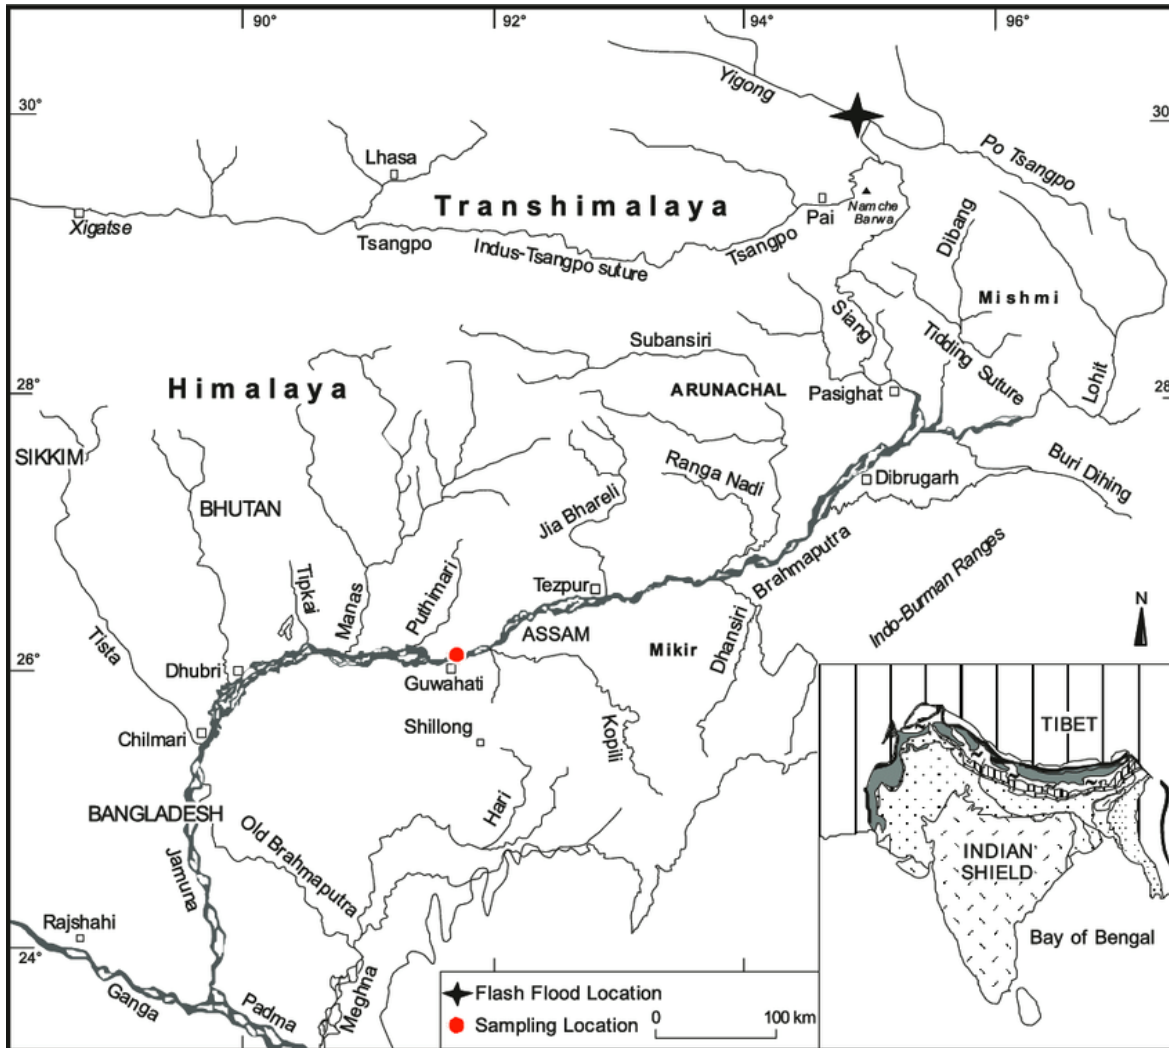 90°
92°
94°
96°
30°
30
Yigong
Po Tsangpo
Lhasa
Transhimalaya
Xigatse
Tsangpo
Indus-Tsangpo suture
Tsangpo
Pai
Namche
Barwa
Dibang
Mishmi
Siang
Tidding Suture
Lohit
Subansiri
Himalaya
ARUNACHAL
Pasighat
28°
28
SIKKIM
BHUTAN
Ranga Nadi
Jia Bhareli
Dibrugarh
Buri Dihing
Brahmaputra
Indo-Burman Ranges
Tipkai
Manas
Puthimari
Tezpur
ASSAM
Mikir
Dhansiri
N
Tista
26°
Dhubri
Guwahati
Chilmari
Shillong
Kopili
Hari
BANGLADESH
Old Brahmaputra
Jamuna
Rajshahi
24°
Ganga
Padma
Meghna
TIBET
INDIAN
SHIELD
Bay of Bengal
Flash Flood Location
Sampling Location
0
100 km